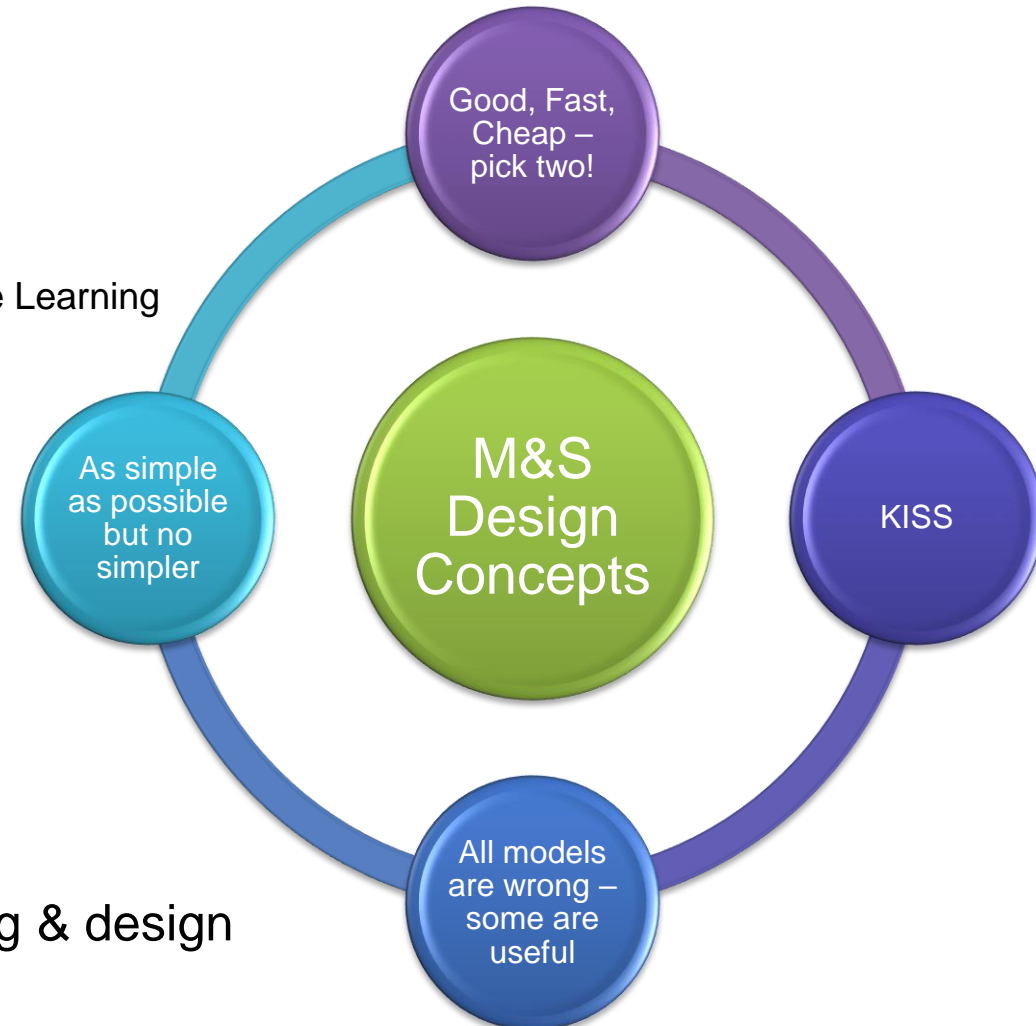 Good, Fast,
Cheap –
pick two!
Learning
As simple
as possible
but no
simpler
M&S
Design
Concepts
KISS
All models
are wrong –
some are
useful
& design